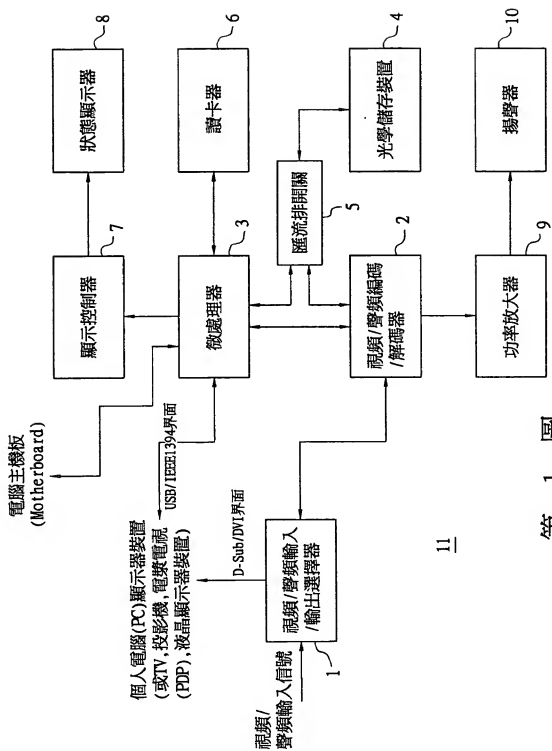 8
狀態顯示器
6
讀卡器
4
光學儲存裝置
10
揚聲器
匯流排開關
5
7
顯示控制器
3
微處理器
2
視頻/聲頻編碼
/解碼器
9
功率放大器
電腦主機板
(Motherboard)
USB/IEEE1394界面
個人電腦(PC)顯示器裝置
(或TV,投影機,電漿電視
(PDP),液晶顯示器裝置)
D-Sub/DVI界面
視頻/聲頻輸入
/輸出選擇器
1
視頻/
聲頻輸入信號
11
第 1 圖